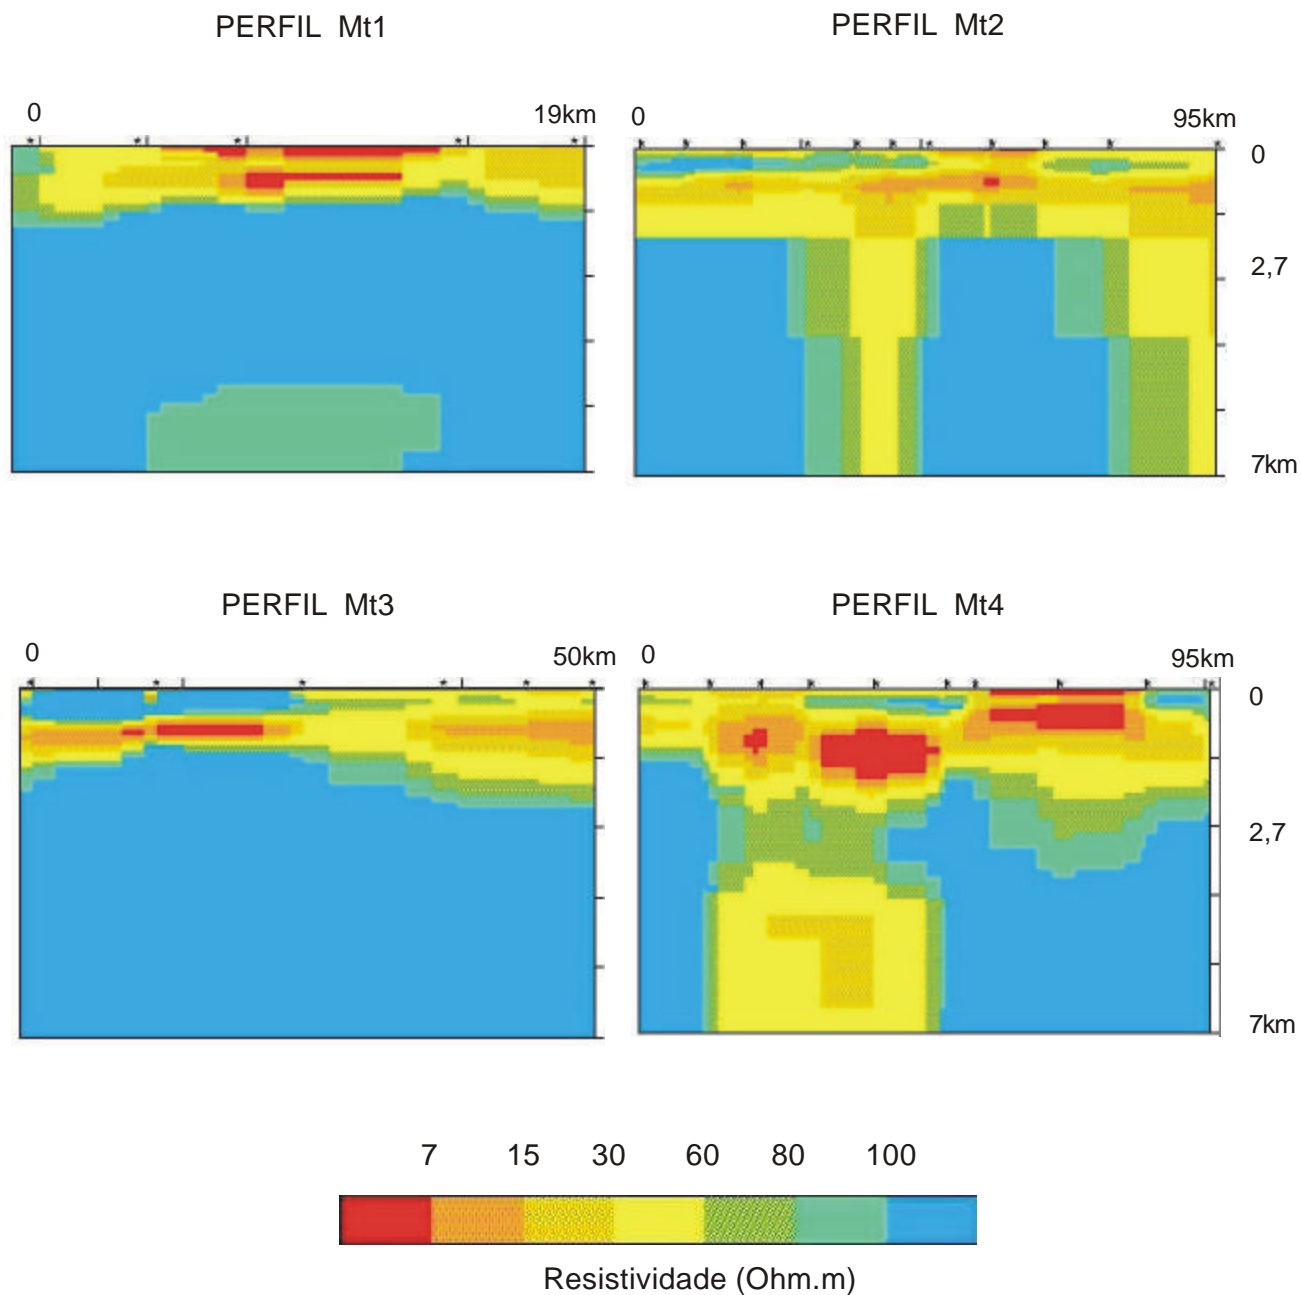 PERFIL Mt1
PERFIL Mt2
0 19km
0 95km
0
2,7
7km
PERFIL Mt3
PERFIL Mt4
0 50km
0 95km
0
2,7
7km
7 15 30 60 80 100
Resistividade (Ohm.m)